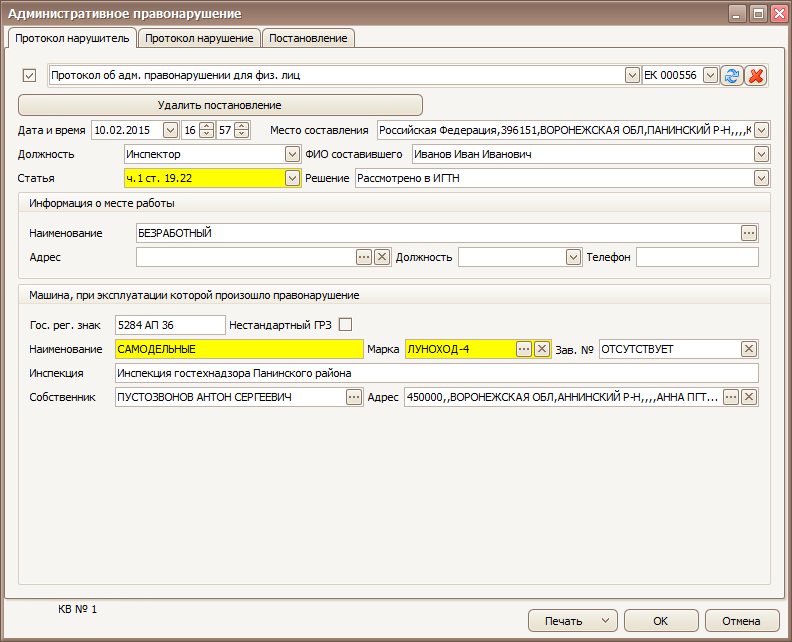 Административное правонарушение
Протокол нарушитель Протокол нарушение Постановление
Протокол об адм. правонарушении для физ. лиц ЕК 000556
Удалить постановление
Дата и время 10.02.2015 16 57 Место составления Российская Федерация,396151,ВОРОНЕЖСКАЯ ОБЛ,ПАНИНСКИЙ Р-Н,,,,К
Должность Инспектор ФИО составившего Иванов Иван Иванович
Статья ч.1 ст. 19.22 Решение Рассмотрено в ИГТН
Информация о месте работы
Наименование БЕЗРАБОТНЫЙ ...
Адрес ... Должность Телефон
Машина, при эксплуатации которой произошло правонарушение
Гос. рег. знак 5284 АП 36 Нестандартный ГРЗ
Наименование САМОДЕЛЬНЫЕ Марка ЛУНОХОД-4 ... Зав. № ОТСУТСТВУЕТ
Инспекция Инспекция гостехнадзора Панинского района
Собственник ПУСТОЗВОНОВ АНТОН СЕРГЕЕВИЧ ... Адрес 450000,,ВОРОНЕЖСКАЯ ОБЛ,АННИНСКИЙ Р-Н,,,,АННА ПГТ... ...
КВ № 1
Печать ОК Отмена